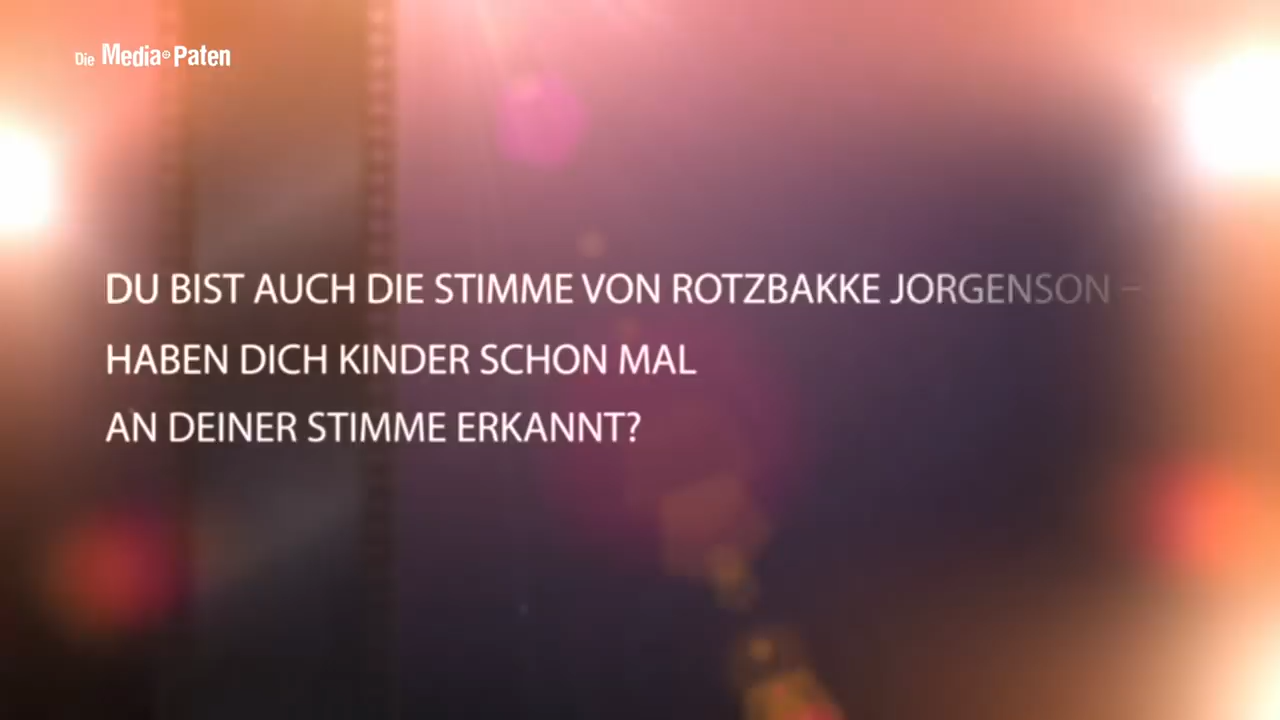 Die Media Paten
DU BIST AUCH DIE STIMME VON ROTZBAKKE JORGENSON –
HABEN DICH KINDER SCHON MAL
AN DEINER STIMME ERKANNT?